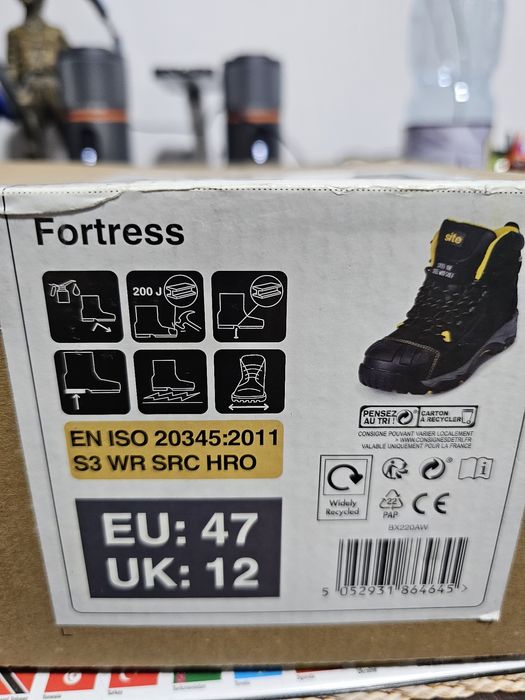 Fortress
200 J
site
PENSEZ
AU TRI !
CARTON
À RECYCLER
CONSIGNE POUVANT VARIER LOCALEMENT
> WWW.CONSIGNESDETRI.FR
VALABLE UNIQUEMENT POUR LA FRANCE
EN ISO 20345:2011
S3 WR SRC HRO
EU: 47
UK: 12
Widely
Recycled
22
PAP
CE
BX220AW
5 052931 864645 >